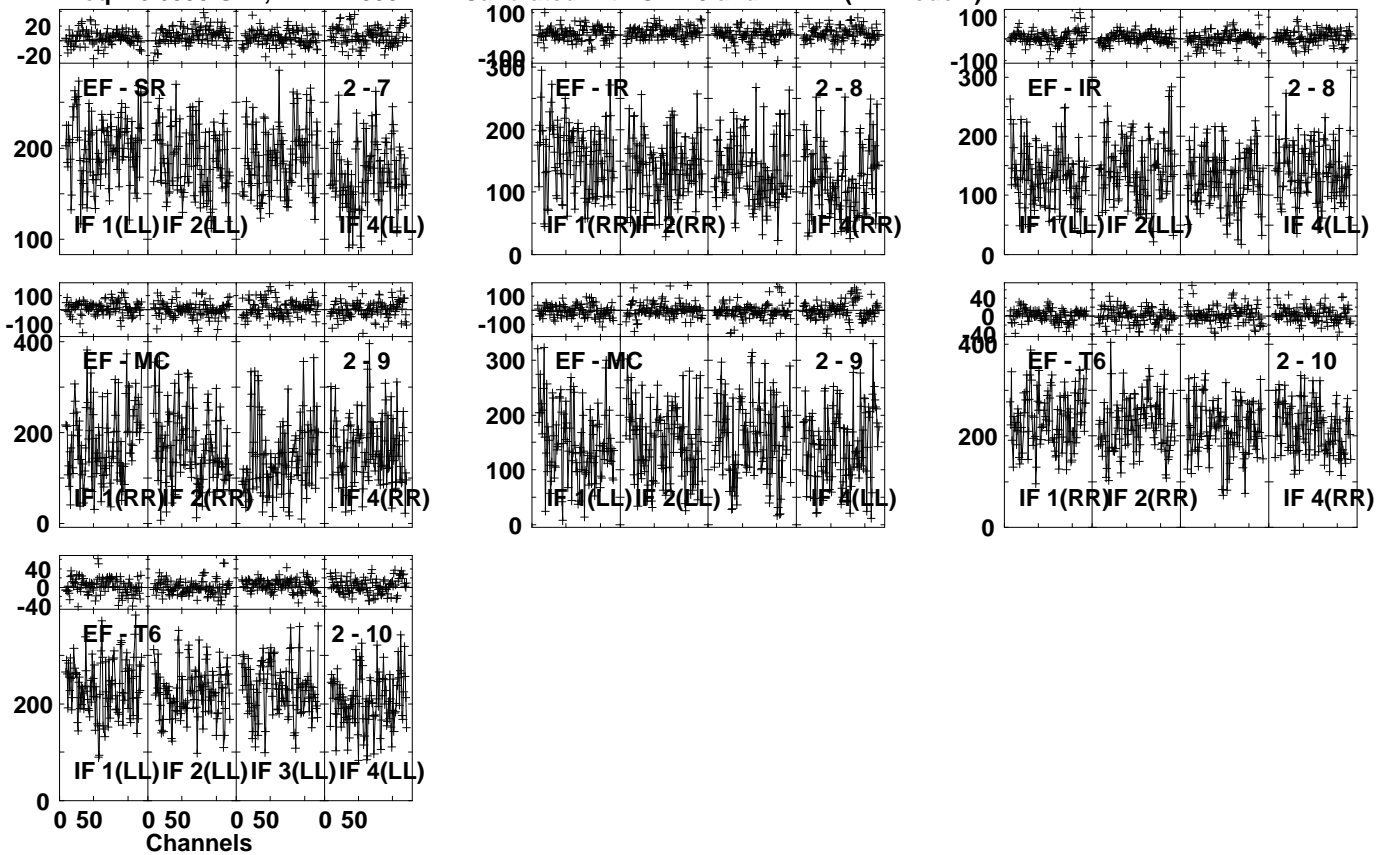 20
-20
EF - SR 2 - 7
200
100
IF 1(LL) IF 2(LL) IF 4(LL)
100
-100
300
EF - IR 2 - 8
200
100
0
IF 1(RR) IF 2(RR) IF 4(RR)
100
-100
300
EF - IR 2 - 8
200
100
0
IF 1(LL) IF 2(LL) IF 4(LL)
100
-100
400
EF - MC 2 - 9
200
0
IF 1(RR) IF 2(RR) IF 4(RR)
100
-100
300
EF - MC 2 - 9
200
100
0
IF 1(LL) IF 2(LL) IF 4(LL)
40
0
-40
400
EF - T6 2 - 10
200
0
IF 1(RR) IF 2(RR) IF 4(RR)
40
0
-40
EF - T6 2 - 10
200
0
IF 1(LL) IF 2(LL) IF 3(LL) IF 4(LL)
0 50 0 50 0 50 0 50
Channels